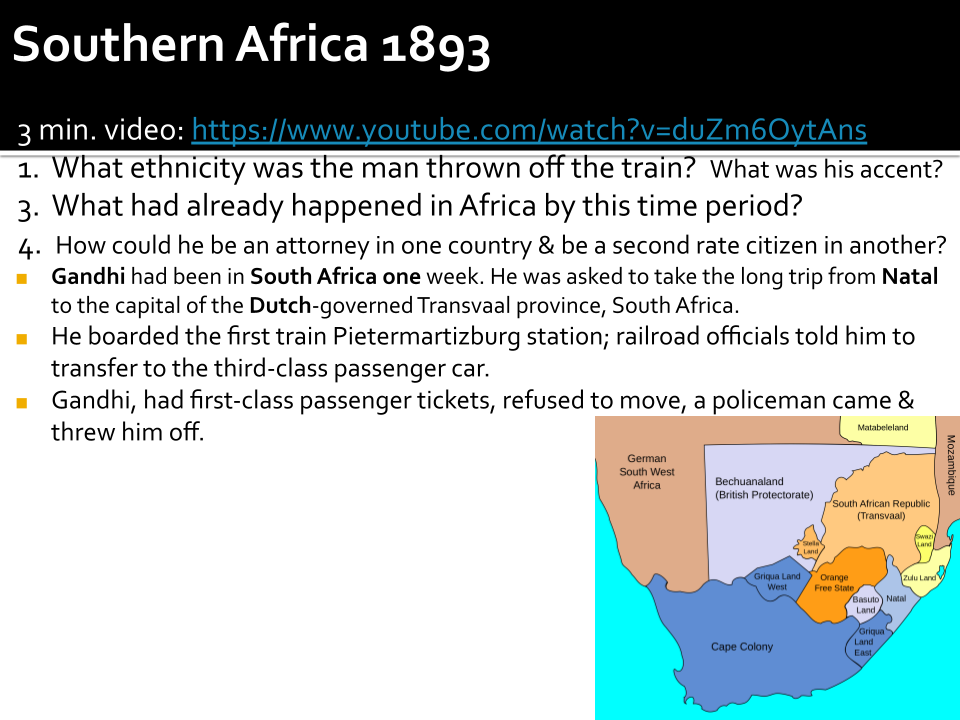 Southern Africa 1893
3 min. video: https://www.youtube.com/watch?v=duZm6OytAns
1. What ethnicity was the man thrown off the train? What was his accent?
3. What had already happened in Africa by this time period?
4. How could he be an attorney in one country & be a second rate citizen in another?
Gandhi had been in South Africa one week. He was asked to take the long trip from Natal
to the capital of the Dutch-governed Transvaal province, South Africa.
He boarded the first train Pietermartizburg station; railroad officials told him to
transfer to the third-class passenger car.
Gandhi, had first-class passenger tickets, refused to move, a policeman came &
threw him off.
Matabeleland
Mozambique
German
South West
Africa
Bechuanaland
(British Protectorate)
South African Republic
(Transvaal)
Stella
Land
Swazi
Land
Griqua Land
West
Orange
Free State
Zulu Land
Basuto
Land
Natal
Griqua
Land
East
Cape Colony